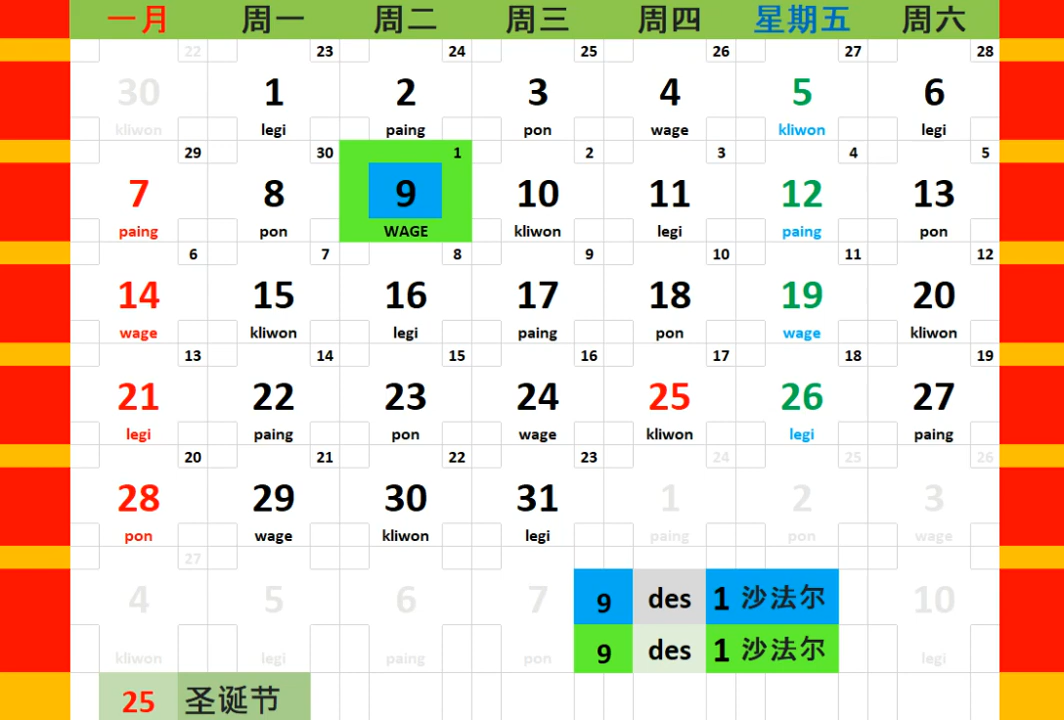 一月 周一 周二 周三 周四 星期五 周六
22 23 24 25 26 27 28
30 1 2 3 4 5 6
kliwon legi paing pon wage kliwon legi
29 30 1 2 3 4 5
7 8 9 10 11 12 13
paing pon WAGE kliwon legi paing pon
6 7 8 9 10 11 12
14 15 16 17 18 19 20
wage kliwon legi paing pon wage kliwon
13 14 15 16 17 18 19
21 22 23 24 25 26 27
legi paing pon wage kliwon legi paing
20 21 22 23 24 25 26
28 29 30 31 1 2 3
pon wage kliwon legi paing pon wage
27
4 5 6 7 9 des 1 沙法尔 10
kliwon legi paing pon 9 des 1 沙法尔 legi
25 圣诞节